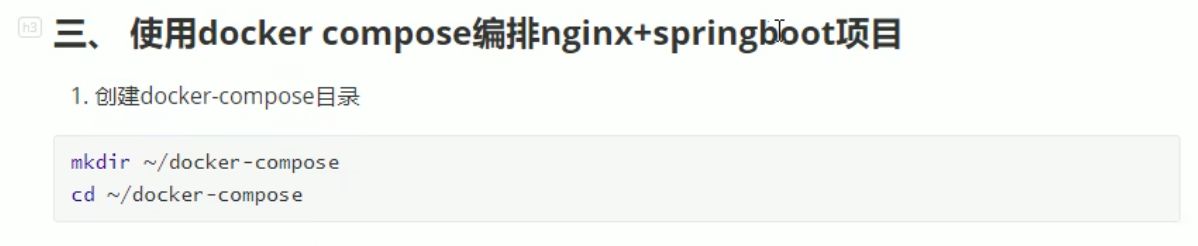 h3
三、 使用docker compose编排nginx+springboot项目
1. 创建docker-compose目录
mkdir ~/docker-compose
cd ~/docker-compose